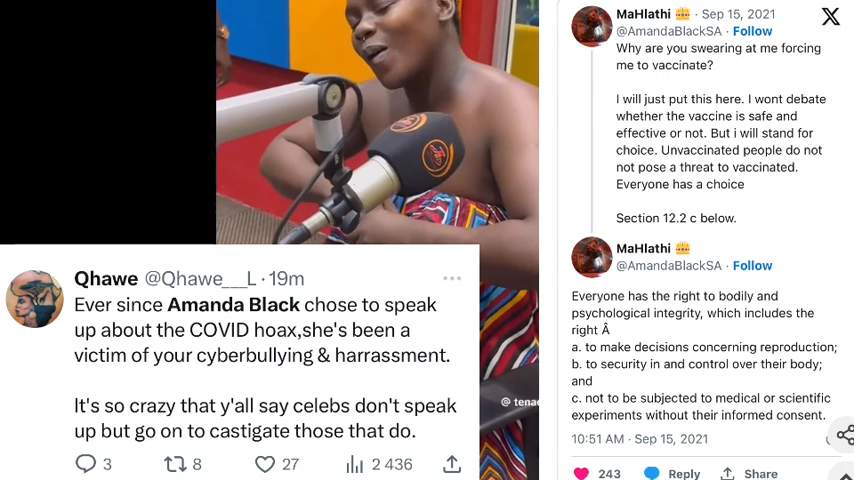 @ tena
Qhawe @Qhawe__L · 19m
Ever since Amanda Black chose to speak
up about the COVID hoax,she's been a
victim of your cyberbullying & harrassment.
It's so crazy that y'all say celebs don't speak
up but go on to castigate those that do.
3 8 27 2 436
MaHlathi · Sep 15, 2021
@AmandaBlackSA · Follow
Why are you swearing at me forcing
me to vaccinate?
I will just put this here. I wont debate
whether the vaccine is safe and
effective or not. But i will stand for
choice. Unvaccinated people do not
not pose a threat to vaccinated.
Everyone has a choice
Section 12.2 c below.
MaHlathi
@AmandaBlackSA · Follow
Everyone has the right to bodily and
psychological integrity, which includes the
right Â
a. to make decisions concerning reproduction;
b. to security in and control over their body;
and
c. not to be subjected to medical or scientific
experiments without their informed consent.
10:51 AM · Sep 15, 2021
243 Reply Share